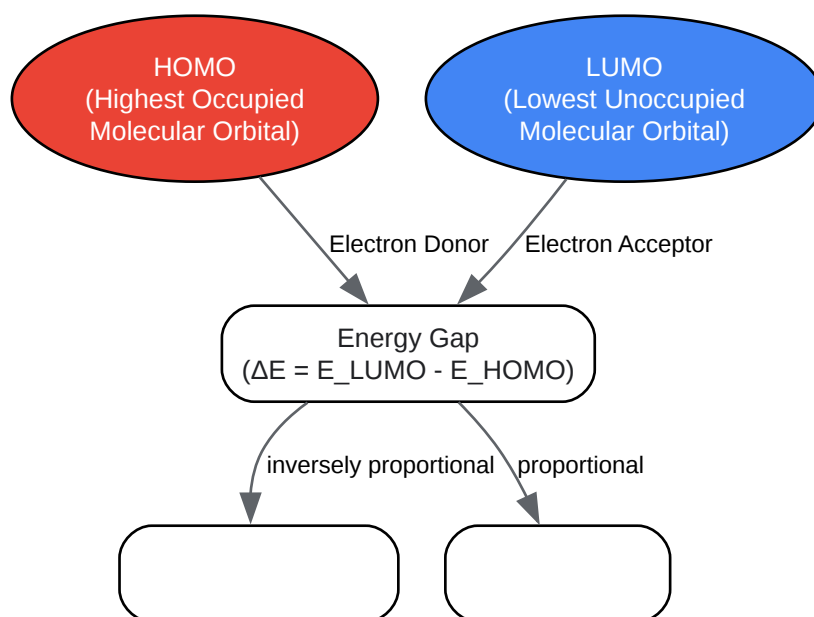 HOMO
(Highest Occupied
Molecular Orbital)
LUMO
(Lowest Unoccupied
Molecular Orbital)
Electron Donor
Electron Acceptor
Energy Gap
(ΔE = E_LUMO - E_HOMO)
inversely proportional
proportional